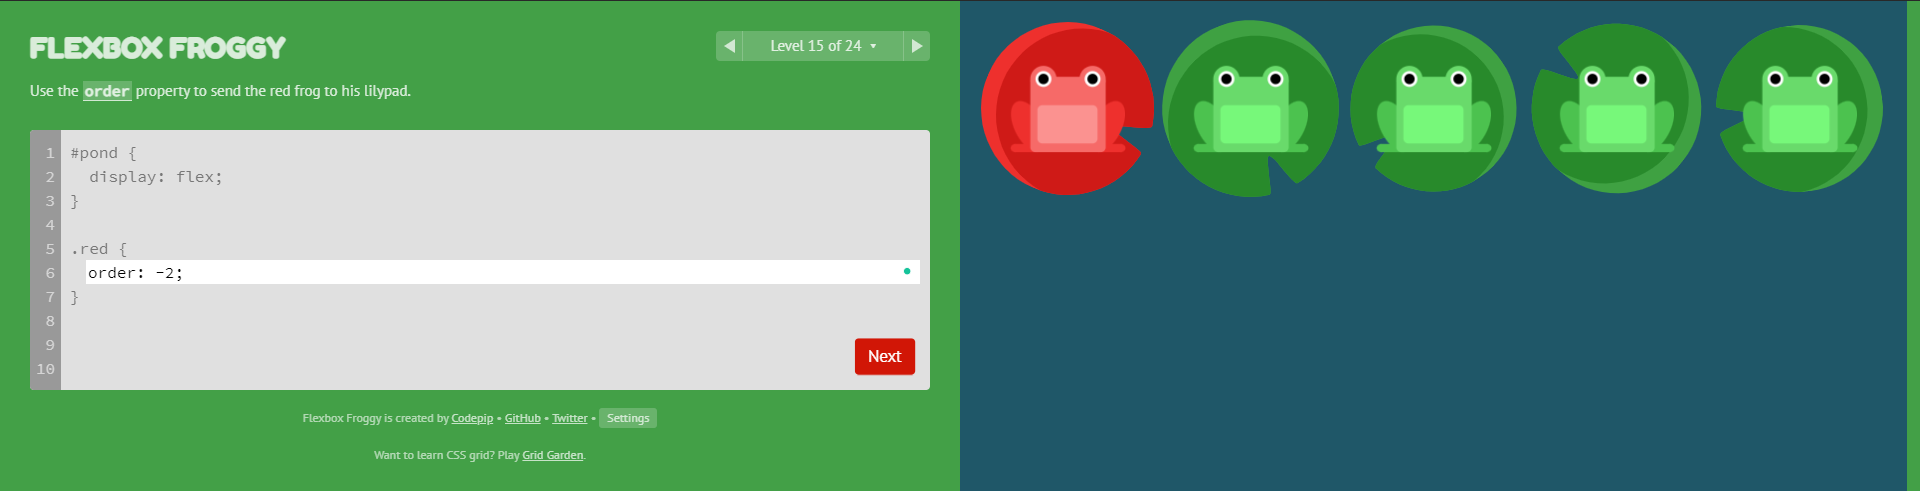 FLEXBOX FROGGY
◀ Level 15 of 24 ▾ ▶
Use the order property to send the red frog to his lilypad.
1 #pond {
2   display: flex;
3 }
4
5 .red {
6   order: -2;
7 }
8
9
10
Next
Flexbox Froggy is created by Codepip • GitHub • Twitter • Settings
Want to learn CSS grid? Play Grid Garden.